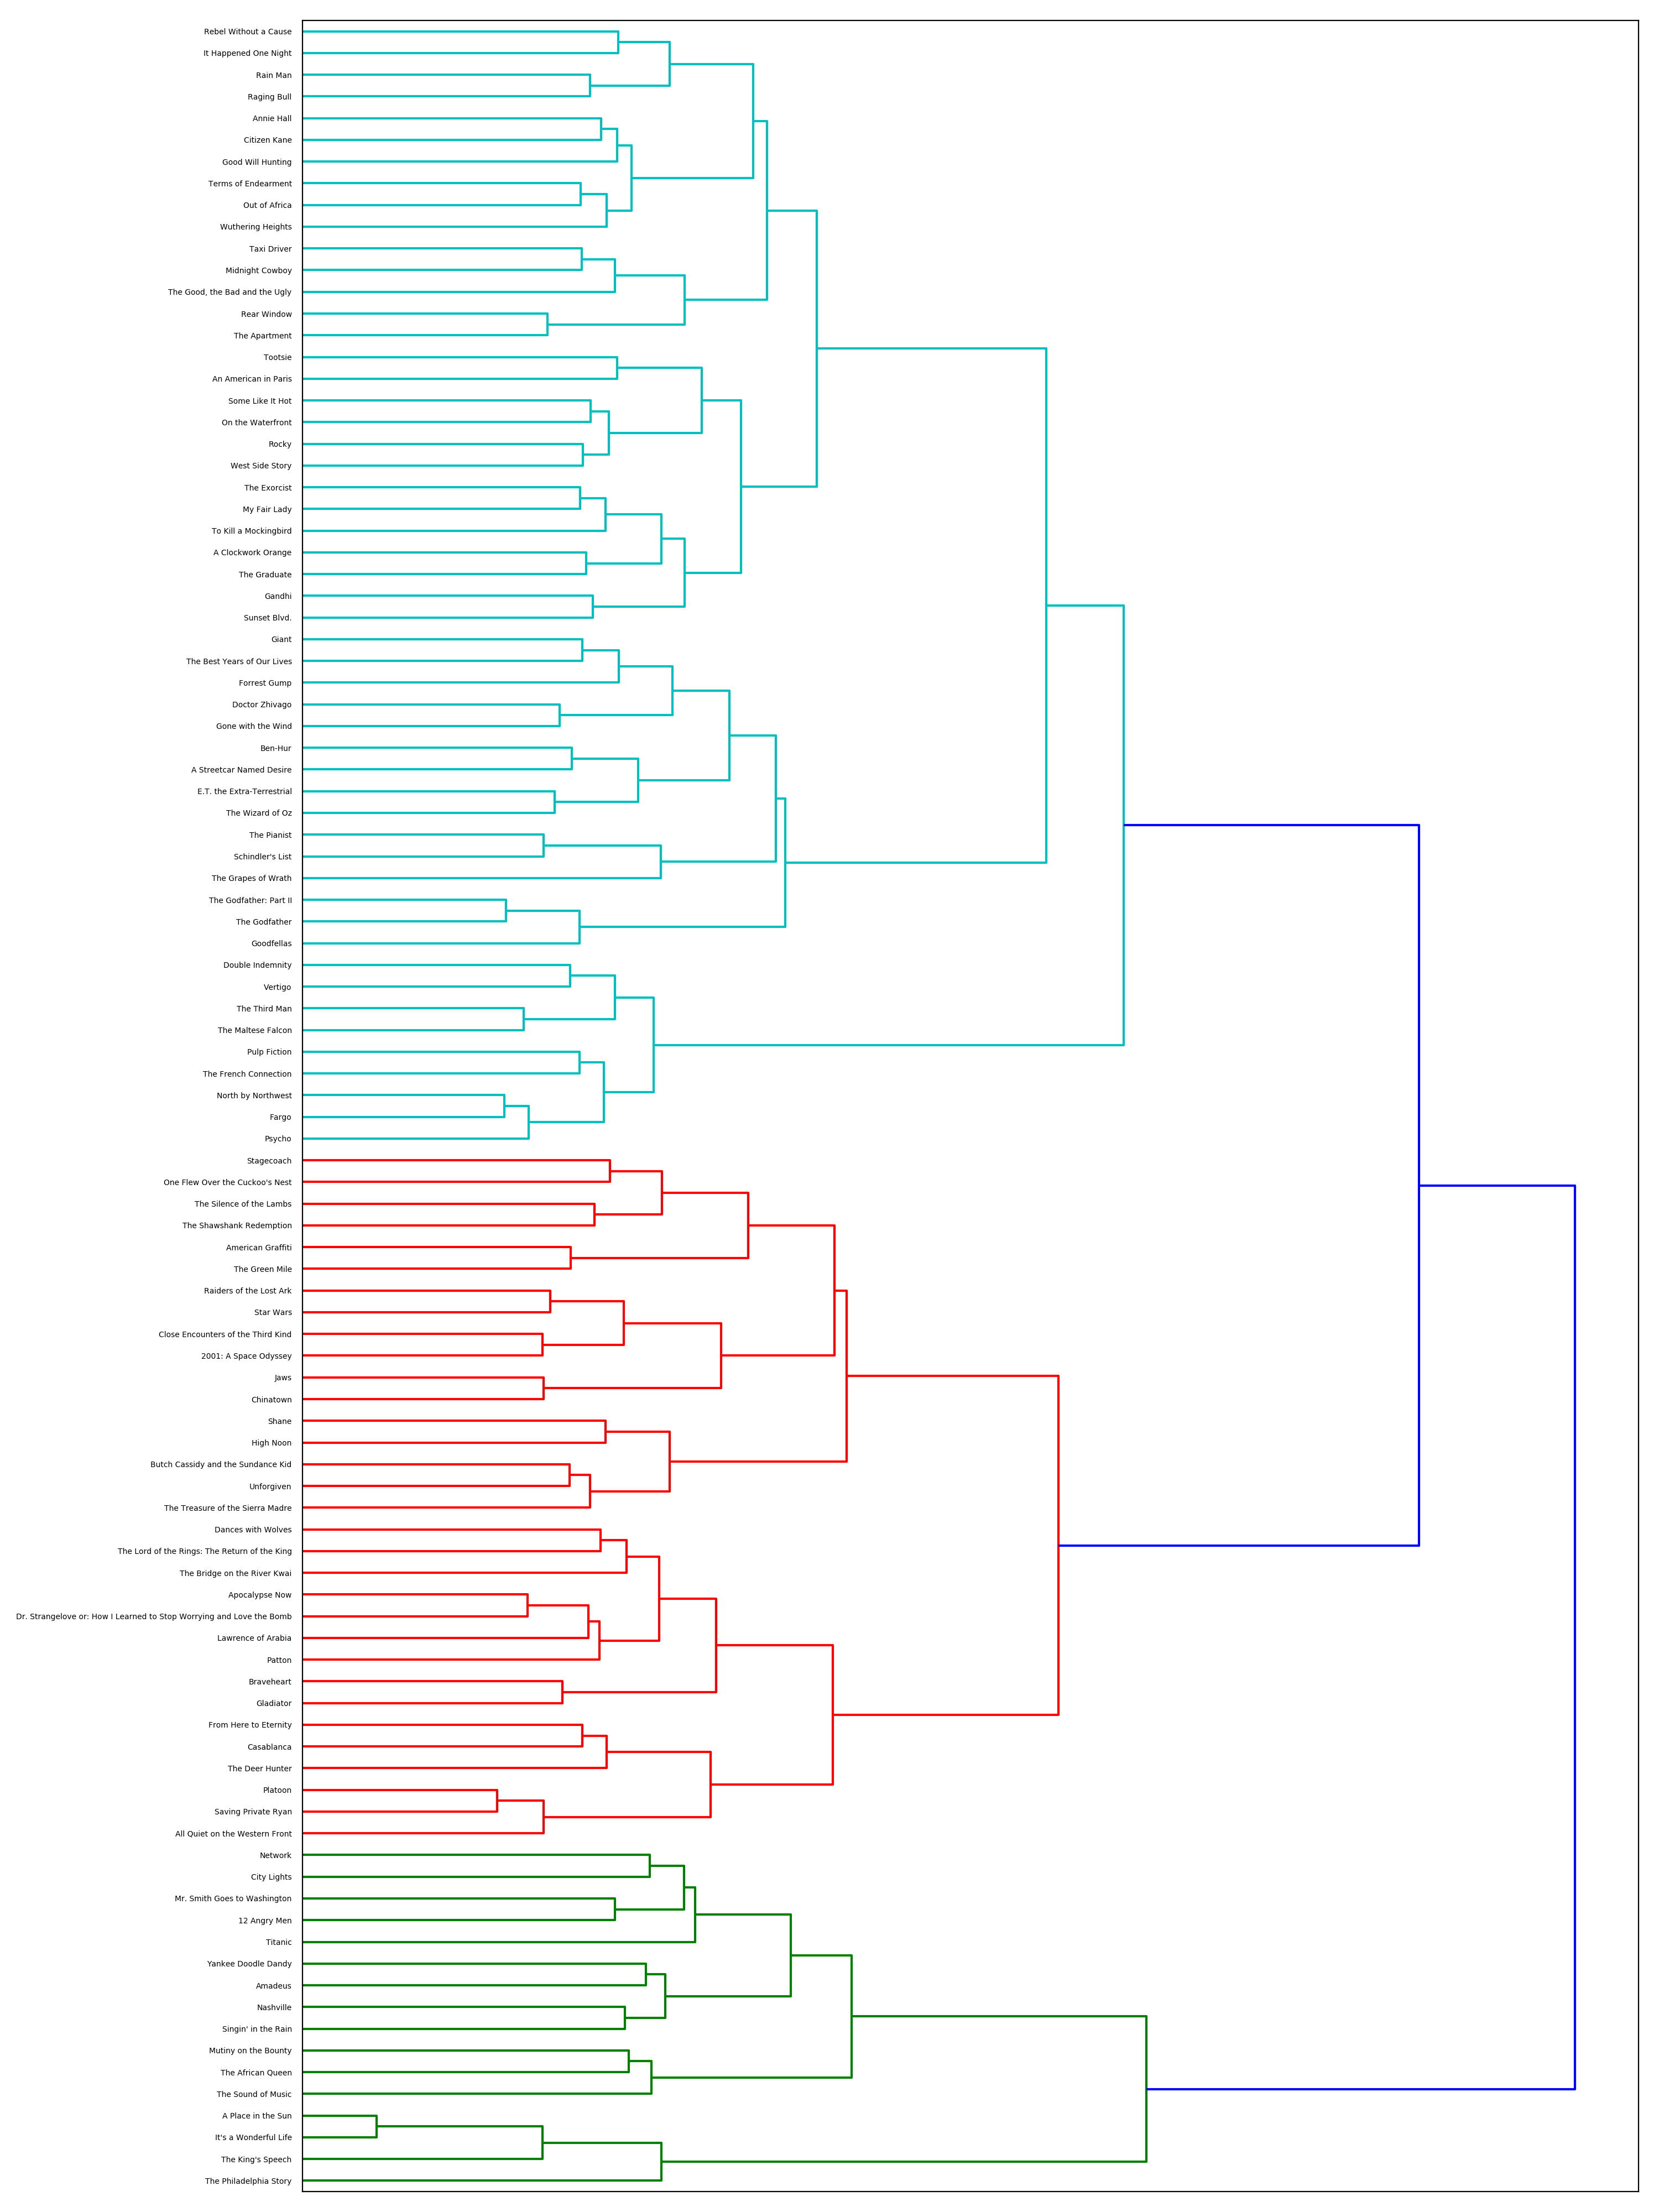 Rebel Without a Cause
It Happened One Night
Rain Man
Raging Bull
Annie Hall
Citizen Kane
Good Will Hunting
Terms of Endearment
Out of Africa
Wuthering Heights
Taxi Driver
Midnight Cowboy
The Good, the Bad and the Ugly
Rear Window
The Apartment
Tootsie
An American in Paris
Some Like It Hot
On the Waterfront
Rocky
West Side Story
The Exorcist
My Fair Lady
To Kill a Mockingbird
A Clockwork Orange
The Graduate
Gandhi
Sunset Blvd.
Giant
The Best Years of Our Lives
Forrest Gump
Doctor Zhivago
Gone with the Wind
Ben-Hur
A Streetcar Named Desire
E.T. the Extra-Terrestrial
The Wizard of Oz
The Pianist
Schindler's List
The Grapes of Wrath
The Godfather: Part II
The Godfather
Goodfellas
Double Indemnity
Vertigo
The Third Man
The Maltese Falcon
Pulp Fiction
The French Connection
North by Northwest
Fargo
Psycho
Stagecoach
One Flew Over the Cuckoo's Nest
The Silence of the Lambs
The Shawshank Redemption
American Graffiti
The Green Mile
Raiders of the Lost Ark
Star Wars
Close Encounters of the Third Kind
2001: A Space Odyssey
Jaws
Chinatown
Shane
High Noon
Butch Cassidy and the Sundance Kid
Unforgiven
The Treasure of the Sierra Madre
Dances with Wolves
The Lord of the Rings: The Return of the King
The Bridge on the River Kwai
Apocalypse Now
Dr. Strangelove or: How I Learned to Stop Worrying and Love the Bomb
Lawrence of Arabia
Patton
Braveheart
Gladiator
From Here to Eternity
Casablanca
The Deer Hunter
Platoon
Saving Private Ryan
All Quiet on the Western Front
Network
City Lights
Mr. Smith Goes to Washington
12 Angry Men
Titanic
Yankee Doodle Dandy
Amadeus
Nashville
Singin' in the Rain
Mutiny on the Bounty
The African Queen
The Sound of Music
A Place in the Sun
It's a Wonderful Life
The King's Speech
The Philadelphia Story